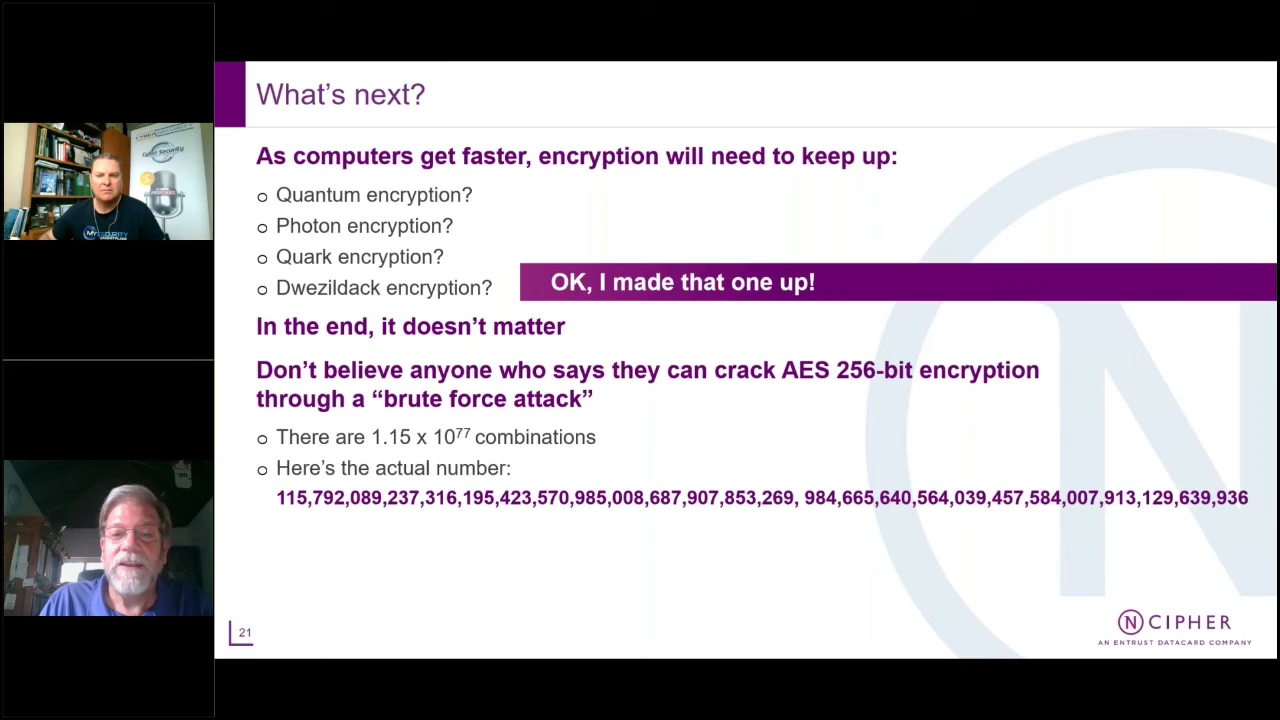 What's next?
As computers get faster, encryption will need to keep up:
o Quantum encryption?
o Photon encryption?
o Quark encryption?
o Dwezildack encryption?
OK, I made that one up!
In the end, it doesn't matter
Don't believe anyone who says they can crack AES 256-bit encryption
through a “brute force attack”
o There are 1.15 x 10⁷⁷ combinations
o Here's the actual number:
115,792,089,237,316,195,423,570,985,008,687,907,853,269, 984,665,640,564,039,457,584,007,913,129,639,936
21
N CIPHER
AN ENTRUST DATACARD COMPANY
Cyber Security